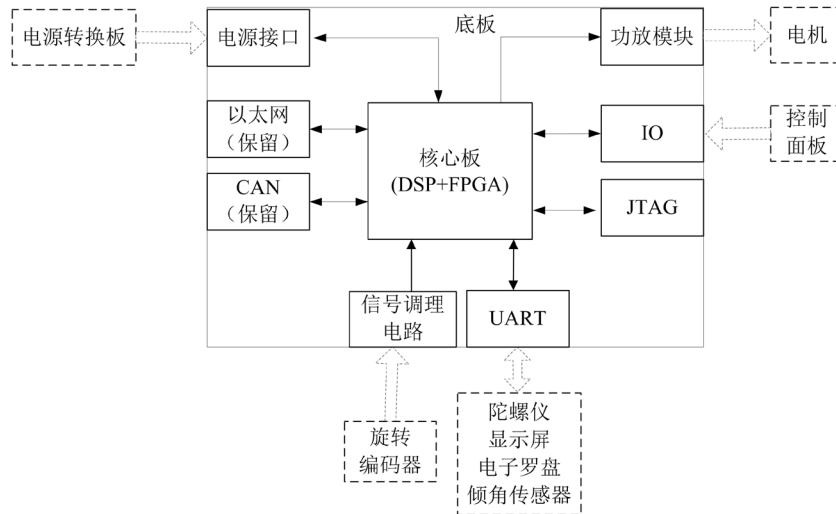 电源转换板
电源接口
底板
功放模块
电机
以太网
（保留）
核心板
(DSP+FPGA)
IO
控制
面板
CAN
（保留）
JTAG
信号调理
电路
UART
旋转
编码器
陀螺仪
显示屏
电子罗盘
倾角传感器